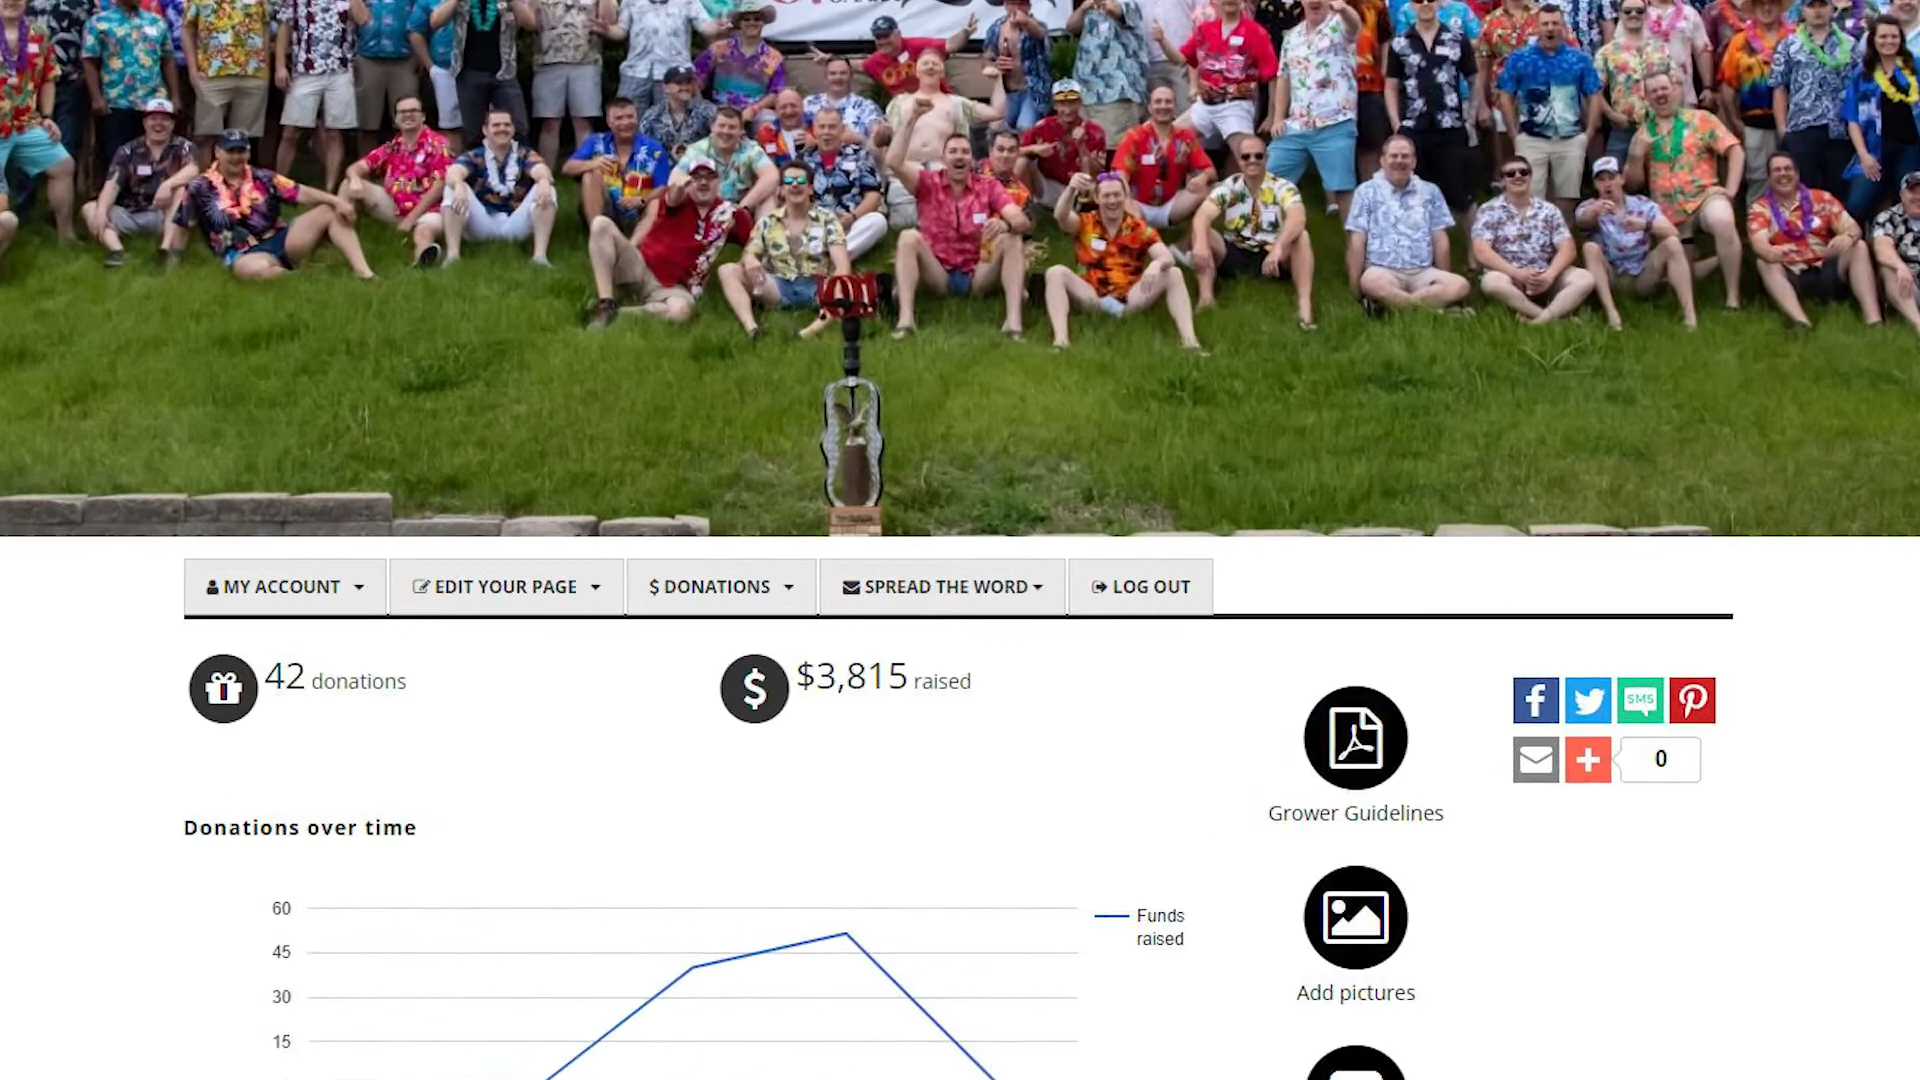 MY ACCOUNT
EDIT YOUR PAGE
$ DONATIONS
SPREAD THE WORD
LOG OUT
42 donations
$3,815 raised
SMS
0
Grower Guidelines
Donations over time
60
45
30
15
Funds
raised
Add pictures